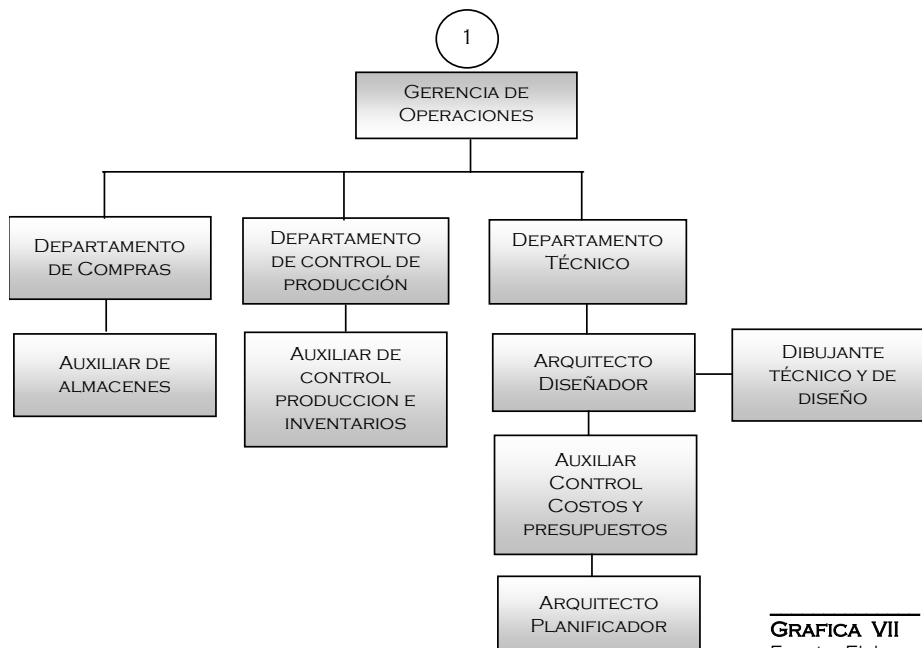 1
GERENCIA DE
OPERACIONES
DEPARTAMENTO
DE COMPRAS
DEPARTAMENTO
DE CONTROL DE
PRODUCCIÓN
DEPARTAMENTO
TÉCNICO
AUXILIAR DE
ALMACENES
AUXILIAR DE
CONTROL
PRODUCCION E
INVENTARIOS
ARQUITECTO
DISEÑADOR
DIBUJANTE
TÉCNICO Y DE
DISEÑO
AUXILIAR
CONTROL
COSTOS Y
PRESUPUESTOS
ARQUITECTO
PLANIFICADOR
GRAFICA VII